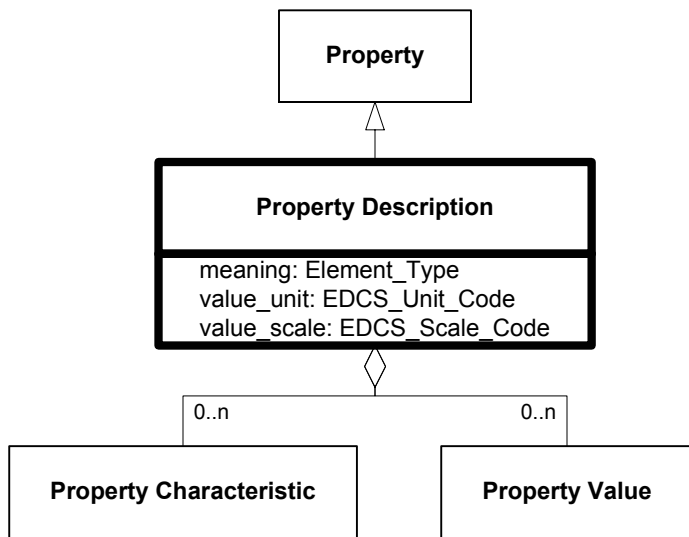 Property
Property Description
meaning: Element_Type
value_unit: EDCS_Unit_Code
value_scale: EDCS_Scale_Code
0..n
0..n
Property Characteristic
Property Value